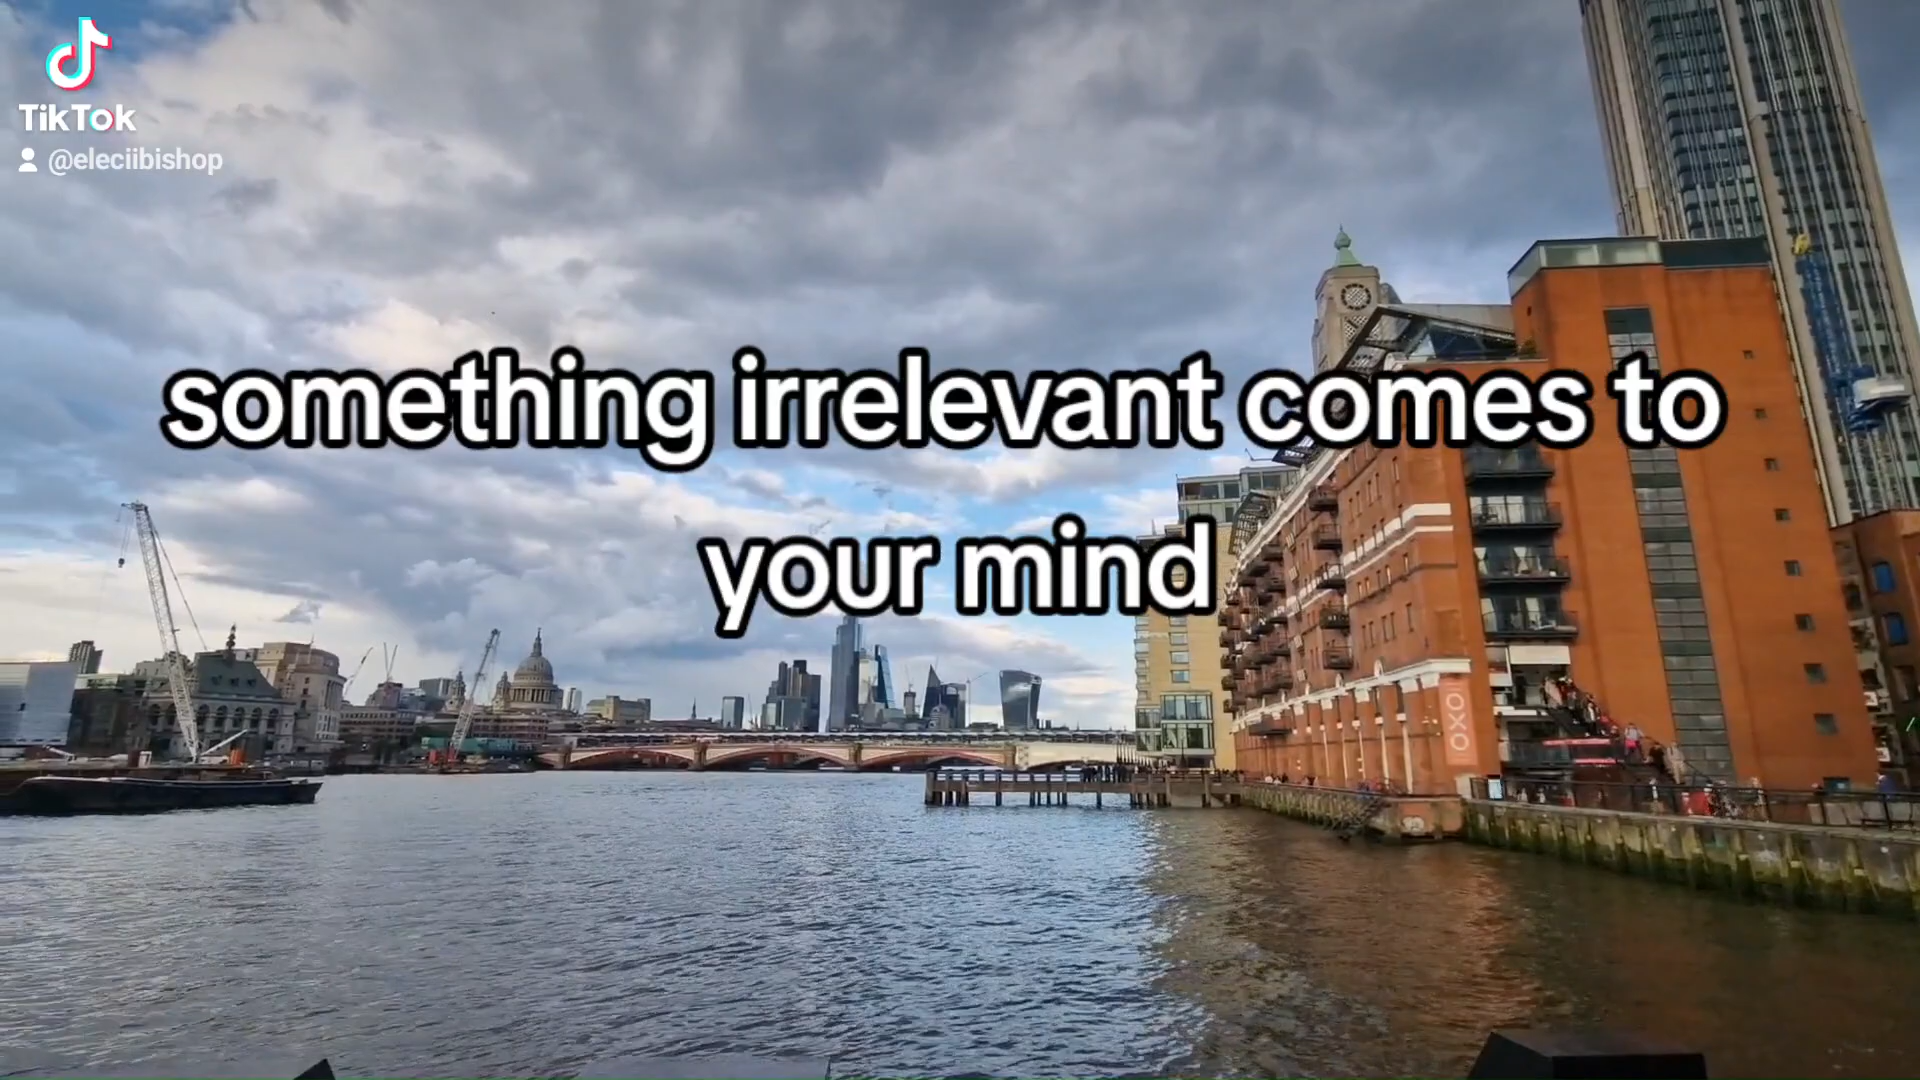 TikTok
@eleciibishop
something irrelevant comes to
your mind
OXO